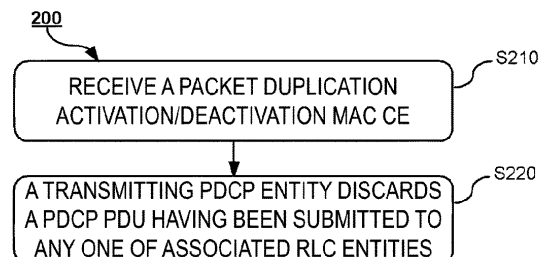 200
S210
RECEIVE A PACKET DUPLICATION
ACTIVATION/DEACTIVATION MAC CE
S220
A TRANSMITTING PDCP ENTITY DISCARDS
A PDCP PDU HAVING BEEN SUBMITTED TO
ANY ONE OF ASSOCIATED RLC ENTITIES